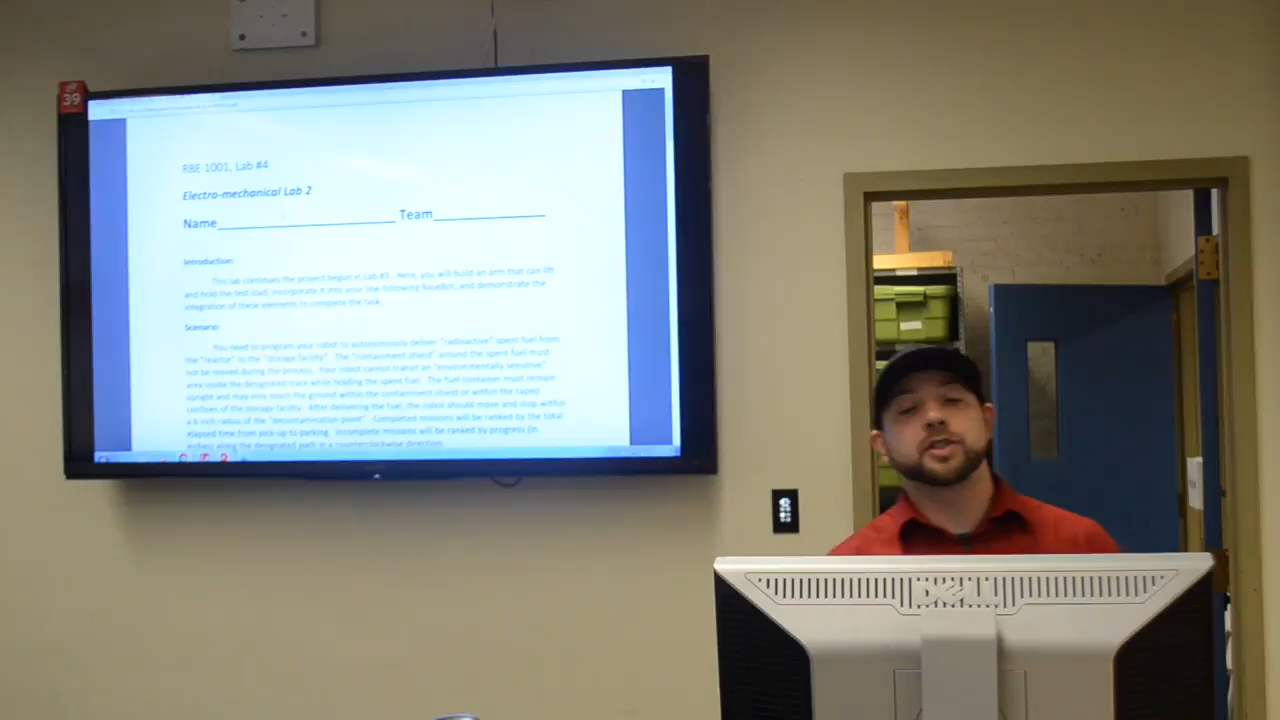 39
RBE 1001, Lab #4
Electro-mechanical Lab 2
Name____________________ Team______________
Introduction:
This lab continues the project begun in Lab #3. Here, you will build an arm that can lift
and hold the test load, incorporate it into your line-following BaseBot, and demonstrate the
integration of these elements to complete the task.
Scenario:
You need to program your robot to autonomously deliver "radioactive" spent fuel from
the "reactor" to the "storage facility". The "containment shield" around the spent fuel must
not be moved during the process. Your robot cannot transit an "environmentally sensitive"
area inside the designated track while holding the spent fuel. The fuel container must remain
upright and may only touch the ground within the containment shield or within the taped
confines of the storage facility. After delivering the fuel, the robot should move and stop within
a 6 inch radius of the "decontamination point". Completed missions will be ranked by the total
elapsed time from pick-up to parking. Incomplete missions will be ranked by progress (in
inches) along the designated path in a counterclockwise direction.
DELL